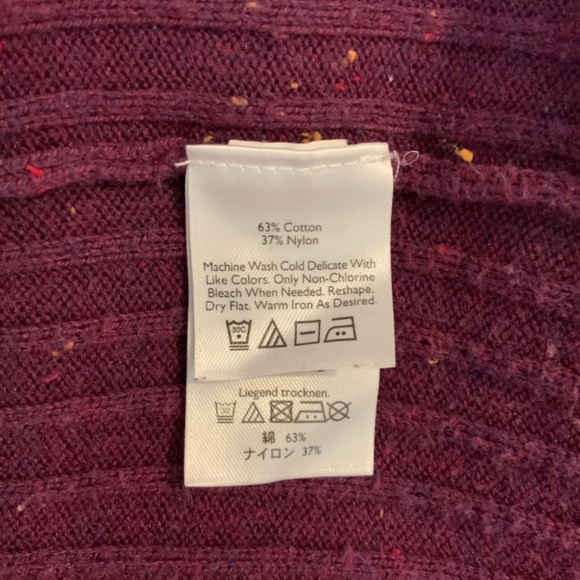 63% Cotton
37% Nylon
Machine Wash Cold Delicate With
Like Colors. Only Non-Chlorine
Bleach When Needed. Reshape.
Dry Flat. Warm Iron As Desired.
30C
Liegend trocknen.
30
綿 63%
ナイロン 37%